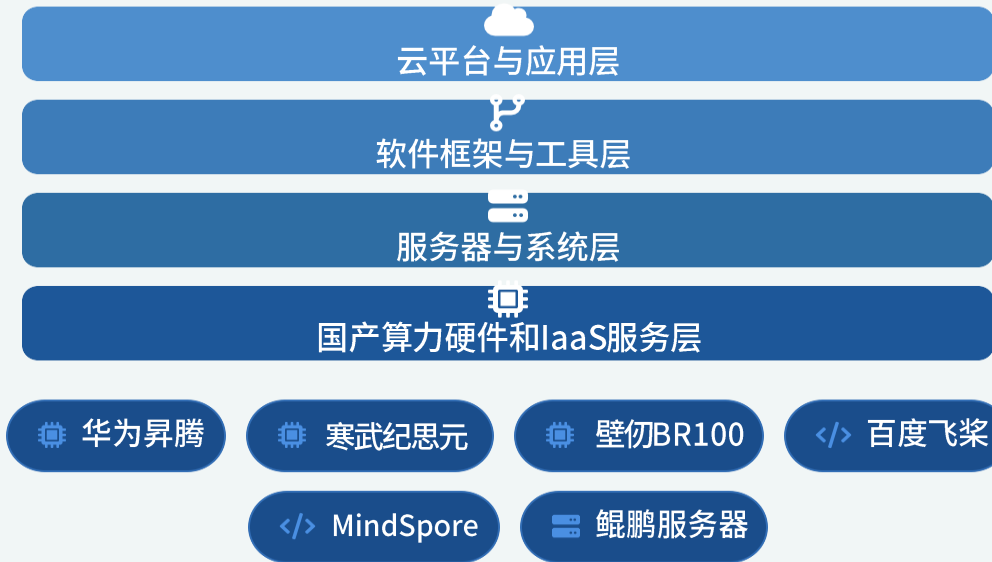 云平台与应用层
软件框架与工具层
服务器与系统层
国产算力硬件和IaaS服务层
华为昇腾
寒武纪思元
壁仞BR100
百度飞桨
MindSpore
鲲鹏服务器